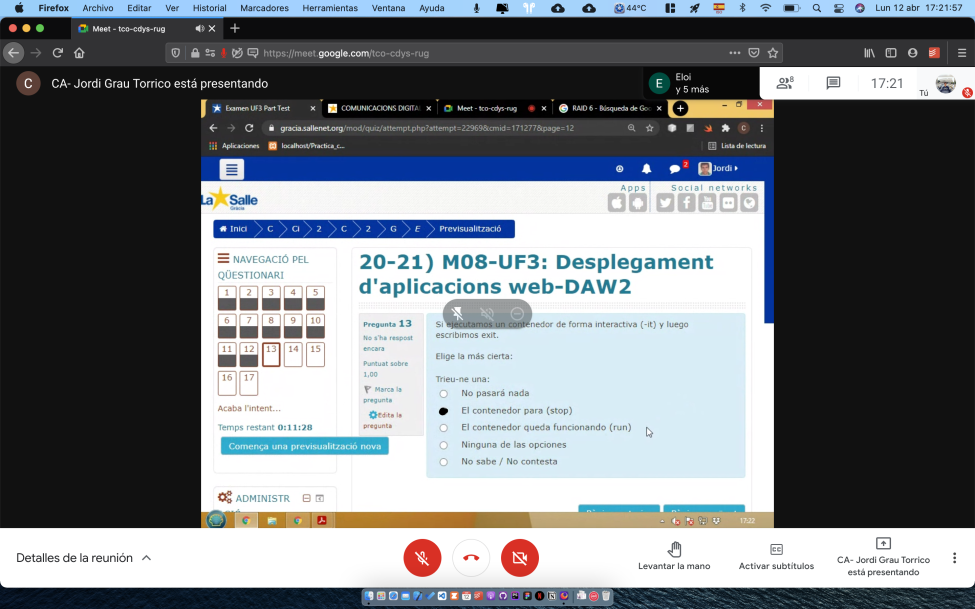 Firefox Archivo Editar Ver Historial Marcadores Herramientas Ventana Ayuda 44°C Lun 12 abr 17:21:57
Meet - tco-cdys-rug
https://meet.google.com/tco-cdys-rug
C CA- Jordi Grau Torrico está presentando
E Eloi
y 5 más
8
17:21
Tú
Examen UF3 Part Test COMUNICACIONS DIGITA Meet - tco-cdys-rug RAID 6 - Búsqueda de Goo
gracia.sallenet.org/mod/quiz/attempt.php?attempt=22969&cmid=171277&page=12
Aplicaciones localhost/Practica_c... Lista de lectura
2 Jordi
La Salle
Gràcia
Apps Social networks
Inici C Ci 2 C 2 G E Previsualització
NAVEGACIÓ PEL
QÜESTIONARI
1 2 3 4 5
6 7 8 9 10
11 12 13 14 15
16 17
Acaba l'intent...
Temps restant 0:11:28
Comença una previsualització nova
ADMINISTR
20-21) M08-UF3: Desplegament
d'aplicacions web-DAW2
Pregunta 13
No s'ha respost
encara
Puntuat sobre
1,00
Marca la
pregunta
Edita la
pregunta
Si ejecutamos un contenedor de forma interactiva (-it) y luego
escribimos exit.
Elige la más cierta:
Trieu-ne una:
No pasará nada
El contenedor para (stop)
El contenedor queda funcionando (run)
Ninguna de las opciones
No sabe / No contesta
17:22
Detalles de la reunión
Levantar la mano
Activar subtítulos
CA- Jordi Grau Torrico
está presentando